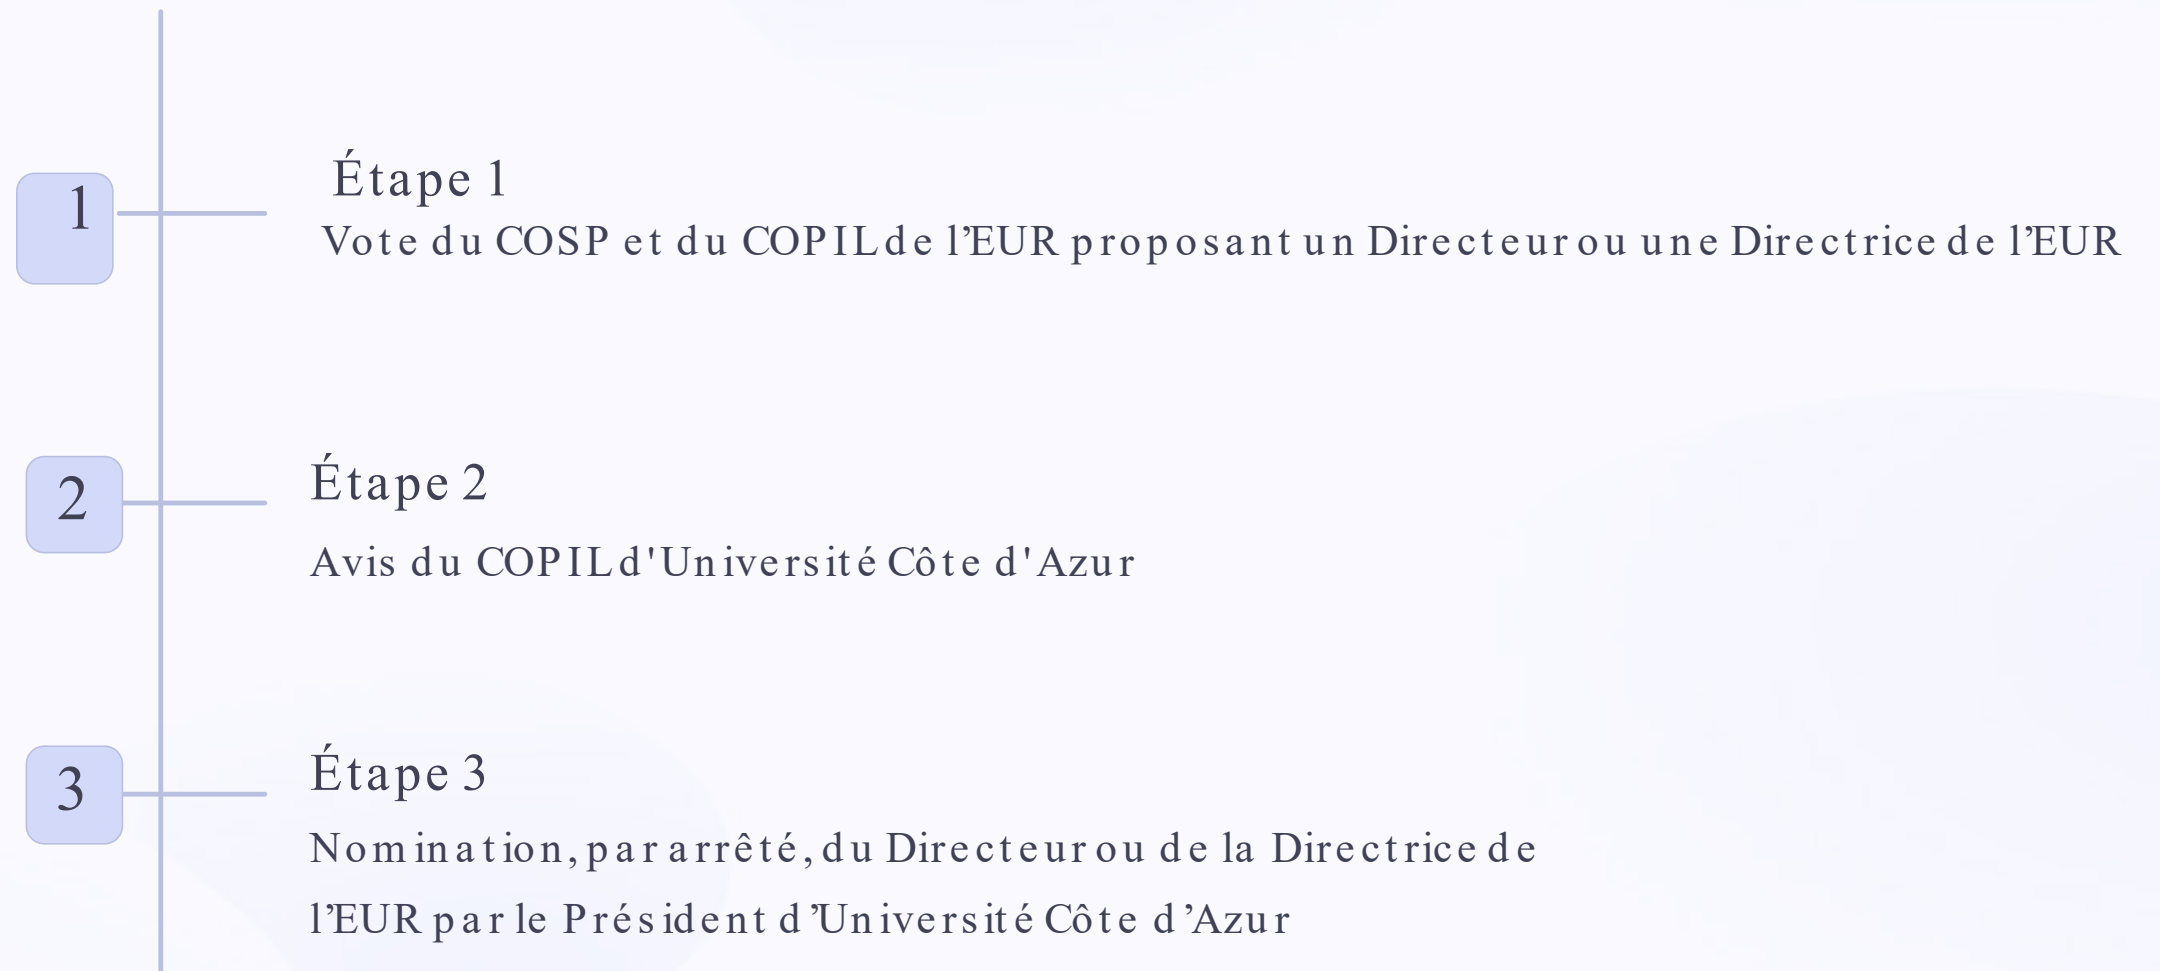 1
Étape 1
Vote du COSP et du COPIL de l’EUR proposant un Directeur ou une Directrice de l’EUR
2
Étape 2
Avis du COPIL d'Université Côte d'Azur
3
Étape 3
Nomination, par arrêté, du Directeur ou de la Directrice de
l’EUR par le Président d’Université Côte d’Azur